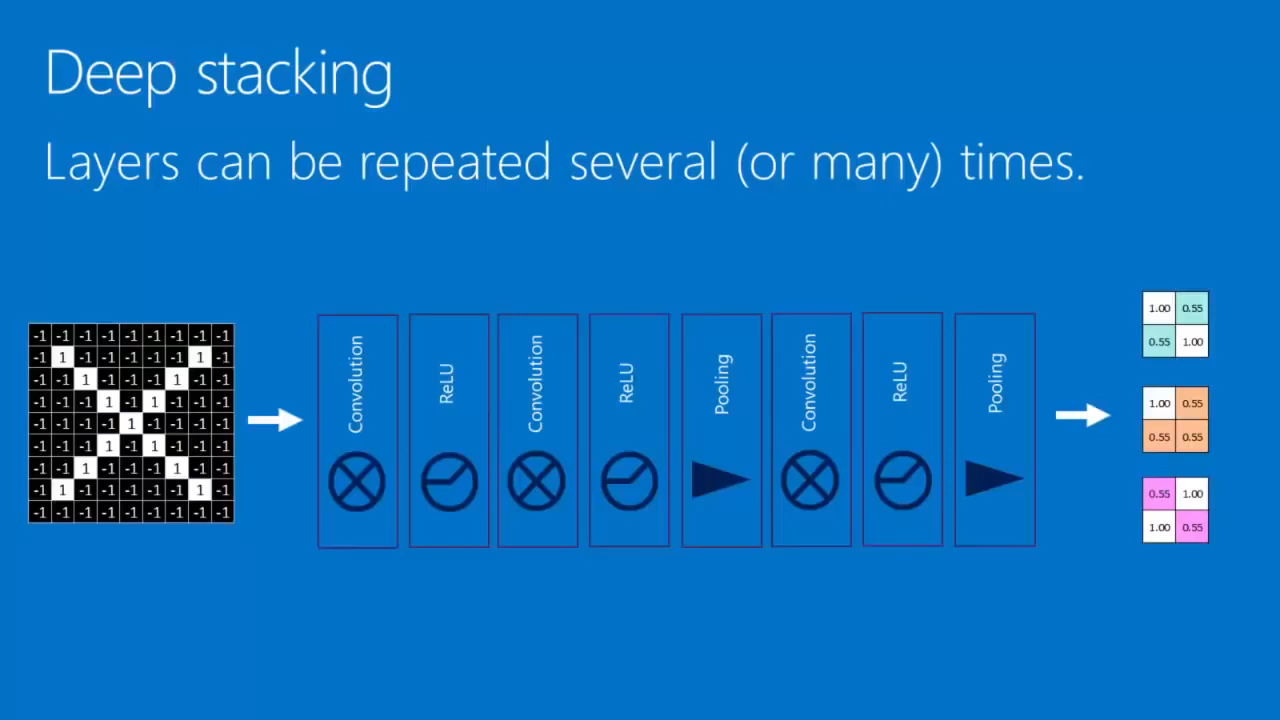 Deep stacking
Layers can be repeated several (or many) times.
-1 -1 -1 -1 -1 -1 -1 -1 -1
-1 1 -1 -1 -1 -1 -1 1 -1
-1 -1 1 -1 -1 -1 1 -1 -1
-1 -1 -1 1 -1 1 -1 -1 -1
-1 -1 -1 -1 1 -1 -1 -1 -1
-1 -1 -1 1 -1 1 -1 -1 -1
-1 -1 1 -1 -1 -1 1 -1 -1
-1 1 -1 -1 -1 -1 -1 1 -1
-1 -1 -1 -1 -1 -1 -1 -1 -1
Convolution
ReLU
Convolution
ReLU
Pooling
Convolution
ReLU
Pooling
1.00 0.55
0.55 1.00
1.00 0.55
0.55 0.55
0.55 1.00
1.00 0.55